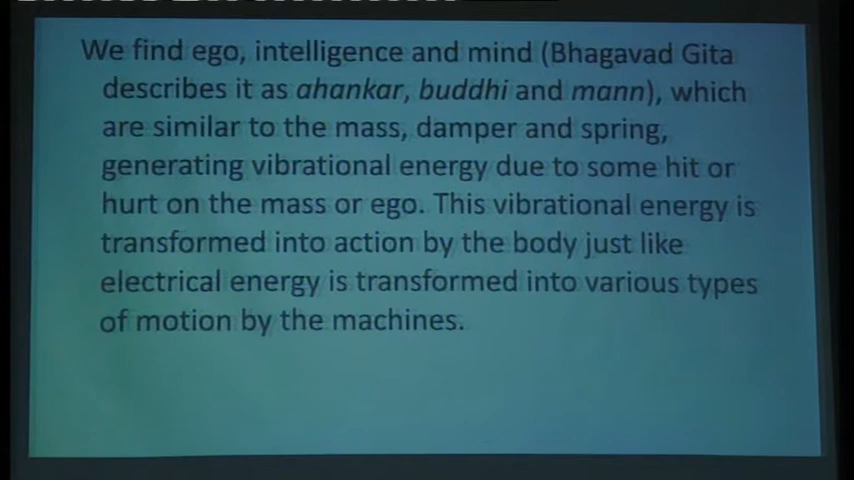 We find ego, intelligence and mind (Bhagavad Gita
describes it as ahankar, buddhi and mann), which
are similar to the mass, damper and spring,
generating vibrational energy due to some hit or
hurt on the mass or ego. This vibrational energy is
transformed into action by the body just like
electrical energy is transformed into various types
of motion by the machines.